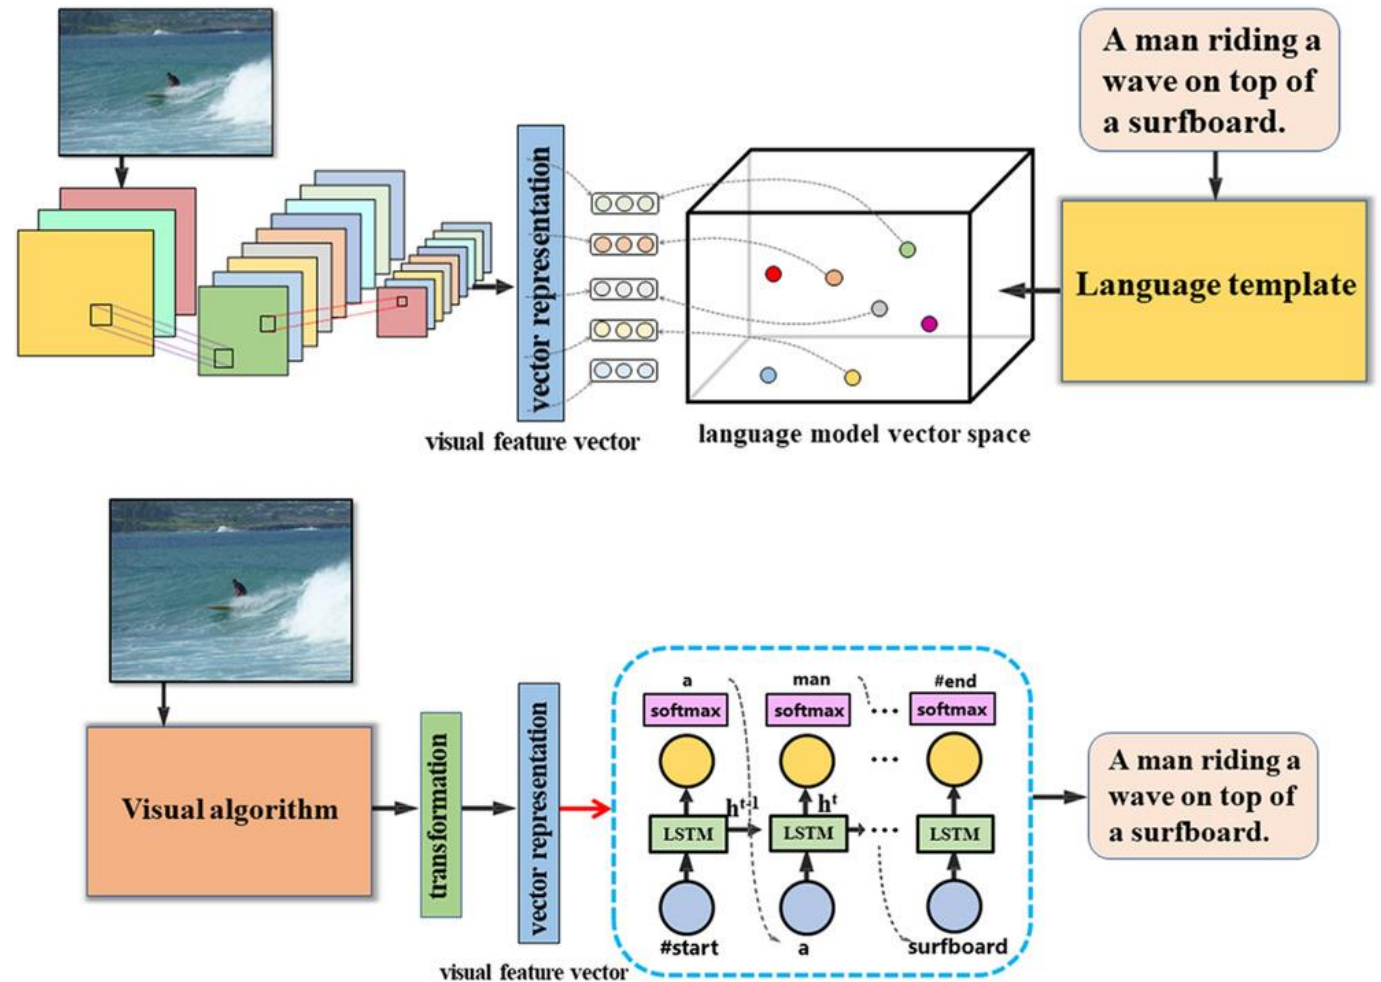 A man riding a
wave on top of
a surfboard.
vector representation
Language template
visual feature vector
language model vector space
a
man
#end
softmax
softmax
...
softmax
...
Visual algorithm
transformation
vector representation
h^t-1
h^t
LSTM
LSTM
...
LSTM
#start
a
surfboard
visual feature vector
A man riding a
wave on top of
a surfboard.